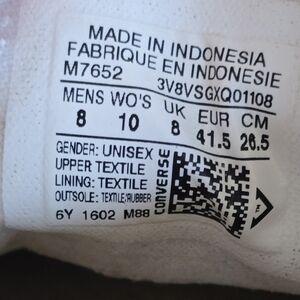 MADE IN INDONESIA
FABRIQUE EN INDONESIE
M7652 3V8VSGXQ01108
MENS WO'S UK EUR CM
8 10 8 41.5 26.5
GENDER: UNISEX
UPPER TEXTILE
LINING: TEXTILE
OUTSOLE: TEXTILE/RUBBER
6Y 1602 M88
CONVERSE